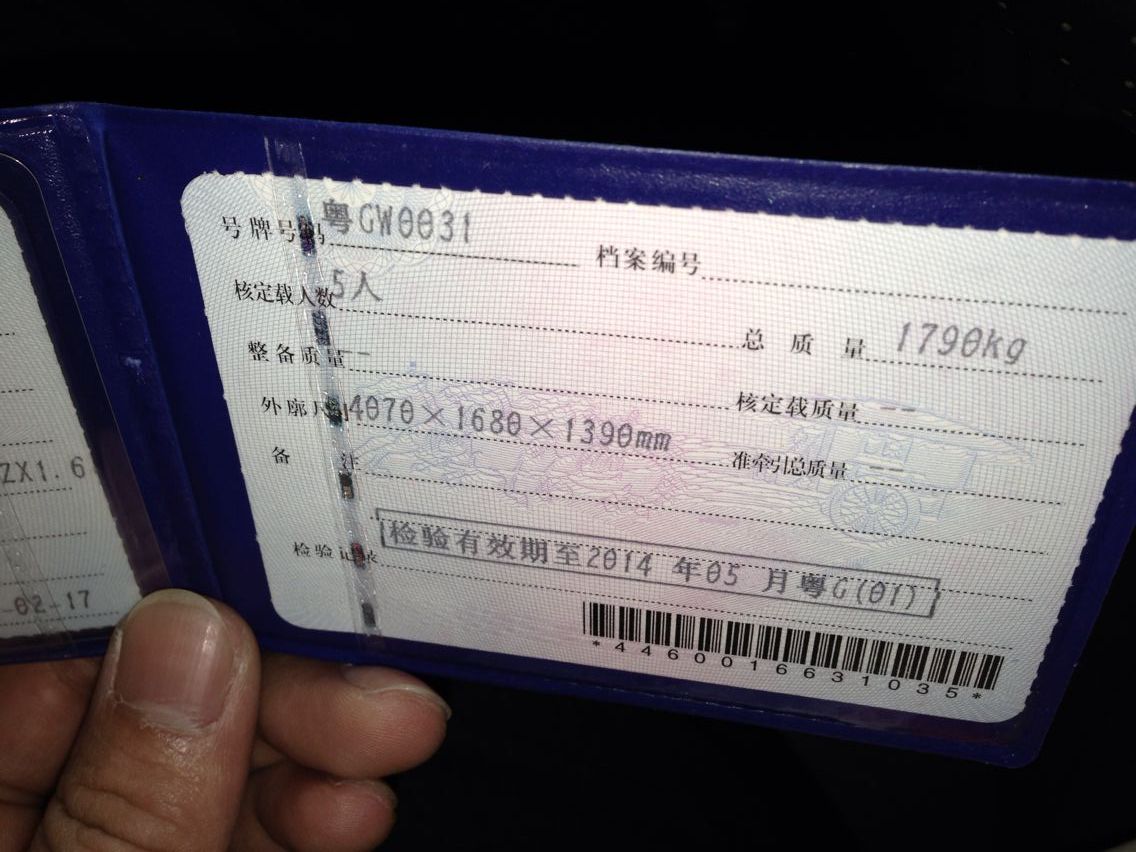 号牌号码 粤GW0031
档案编号
核定载人数 5人
总质量 1790kg
整备质量 --
核定载质量 --
外廓尺寸 4070×1680×1390mm
准牵引总质量 --
备注
检验记录 检验有效期至2014年05月粤G(01)
*4460016631035*
ZX1.6
-02-17